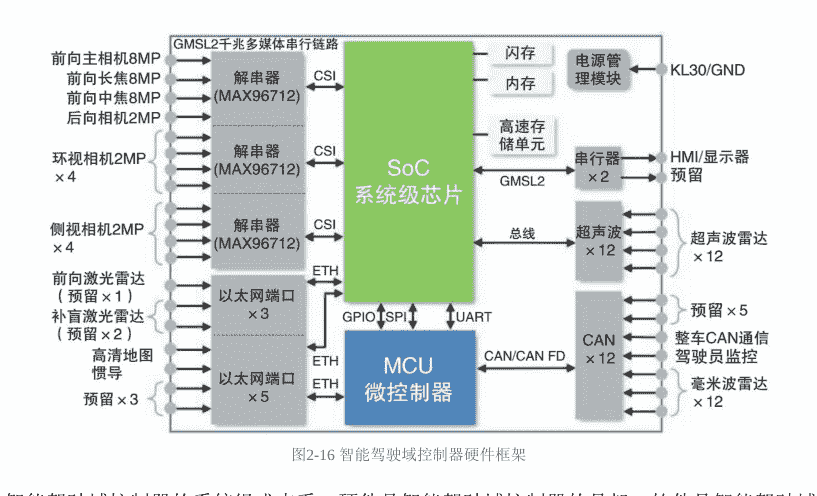 GMSL2千兆多媒体串行链路
前向主相机8MP
前向长焦8MP
前向中焦8MP
后向相机2MP
解串器
(MAX96712)
CSI
环视相机2MP
×4
解串器
(MAX96712)
CSI
侧视相机2MP
×4
解串器
(MAX96712)
CSI
前向激光雷达
(预留×1)
补盲激光雷达
(预留×2)
以太网端口
×3
ETH
高清地图
惯导
预留×3
以太网端口
×5
ETH
ETH
SoC
系统级芯片
GPIO
SPI
UART
MCU
微控制器
闪存
内存
高速存
储单元
电源管
理模块
KL30/GND
GMSL2
串行器
×2
HMI/显示器
预留
总线
超声波
×12
超声波雷达
×12
CAN/CAN FD
CAN
×12
预留×5
整车CAN通信
驾驶员监控
毫米波雷达
×12
图2-16 智能驾驶域控制器硬件框架